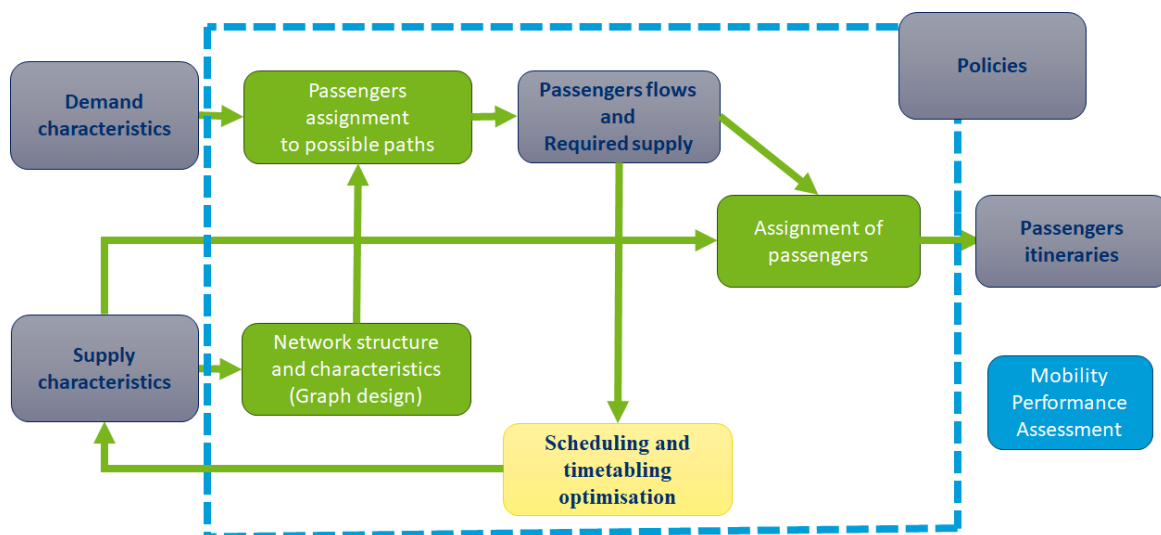 Demand
characteristics
Passengers
assignment
to possible paths
Passengers flows
and
Required supply
Policies
Assignment of
passengers
Passengers
itineraries
Supply
characteristics
Network structure
and characteristics
(Graph design)
Mobility
Performance
Assessment
Scheduling and
timetabling
optimisation